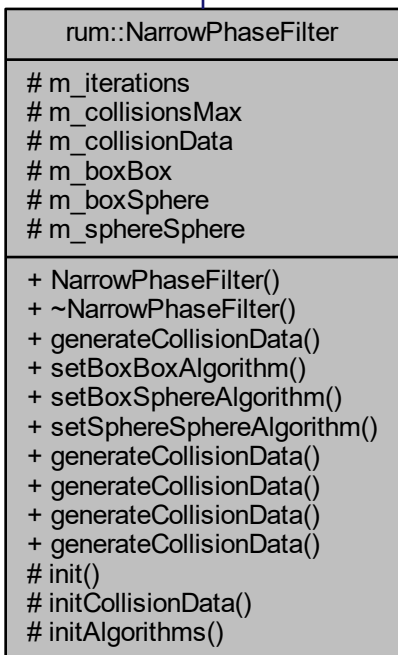 rum::NarrowPhaseFilter
# m_iterations
# m_collisionsMax
# m_collisionData
# m_boxBox
# m_boxSphere
# m_sphereSphere
+ NarrowPhaseFilter()
+ ~NarrowPhaseFilter()
+ generateCollisionData()
+ setBoxBoxAlgorithm()
+ setBoxSphereAlgorithm()
+ setSphereSphereAlgorithm()
+ generateCollisionData()
+ generateCollisionData()
+ generateCollisionData()
+ generateCollisionData()
# init()
# initCollisionData()
# initAlgorithms()